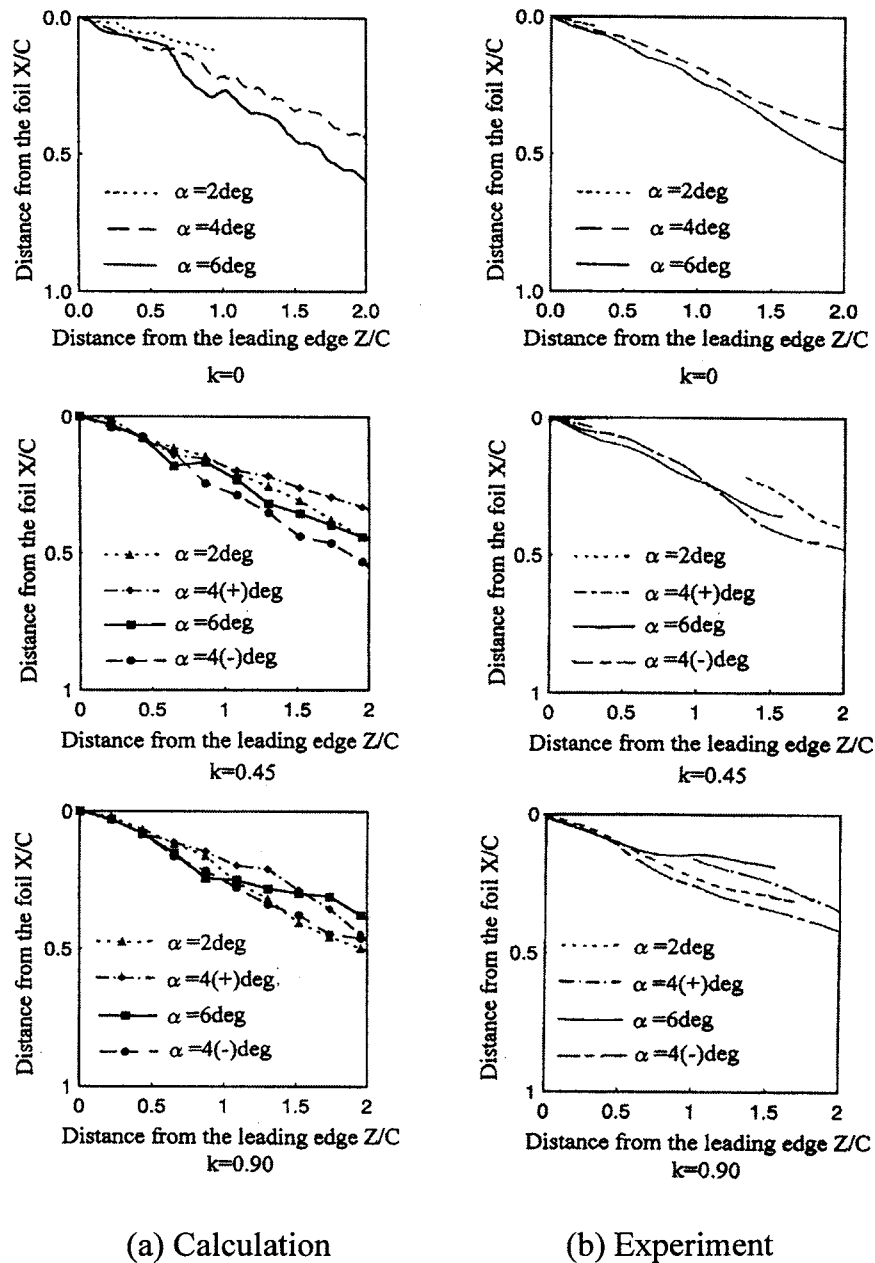 0.0
0.5
1.0
Distance from the foil X/C
α=2deg
α=4deg
α=6deg
0.0 0.5 1.0 1.5 2.0
Distance from the leading edge Z/C
k=0
0.0
0.5
1.0
Distance from the foil X/C
α=2deg
α=4deg
α=6deg
0.0 0.5 1.0 1.5 2.0
Distance from the leading edge Z/C
k=0
0
0.5
1
Distance from the foil X/C
α=2deg
α=4(+)deg
α=6deg
α=4(-)deg
0 0.5 1 1.5 2
Distance from the leading edge Z/C
k=0.45
0
0.5
1
Distance from the foil X/C
α=2deg
α=4(+)deg
α=6deg
α=4(-)deg
0 0.5 1 1.5 2
Distance from the leading edge Z/C
k=0.45
0
0.5
1
Distance from the foil X/C
α=2deg
α=4(+)deg
α=6deg
α=4(-)deg
0 0.5 1 1.5 2
Distance from the leading edge Z/C
k=0.90
0
0.5
1
Distance from the foil X/C
α=2deg
α=4(+)deg
α=6deg
α=4(-)deg
0 0.5 1 1.5 2
Distance from the leading edge Z/C
k=0.90
(a) Calculation
(b) Experiment